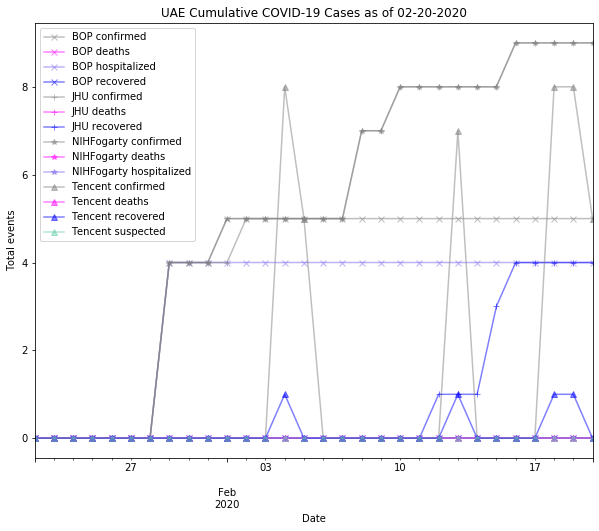 UAE Cumulative COVID-19 Cases as of 02-20-2020
BOP confirmed
BOP deaths
BOP hospitalized
BOP recovered
JHU confirmed
JHU deaths
JHU recovered
NIHFogarty confirmed
NIHFogarty deaths
NIHFogarty hospitalized
Tencent confirmed
Tencent deaths
Tencent recovered
Tencent suspected
Total events
8
6
4
2
0
27 03 10 17
Feb
2020
Date